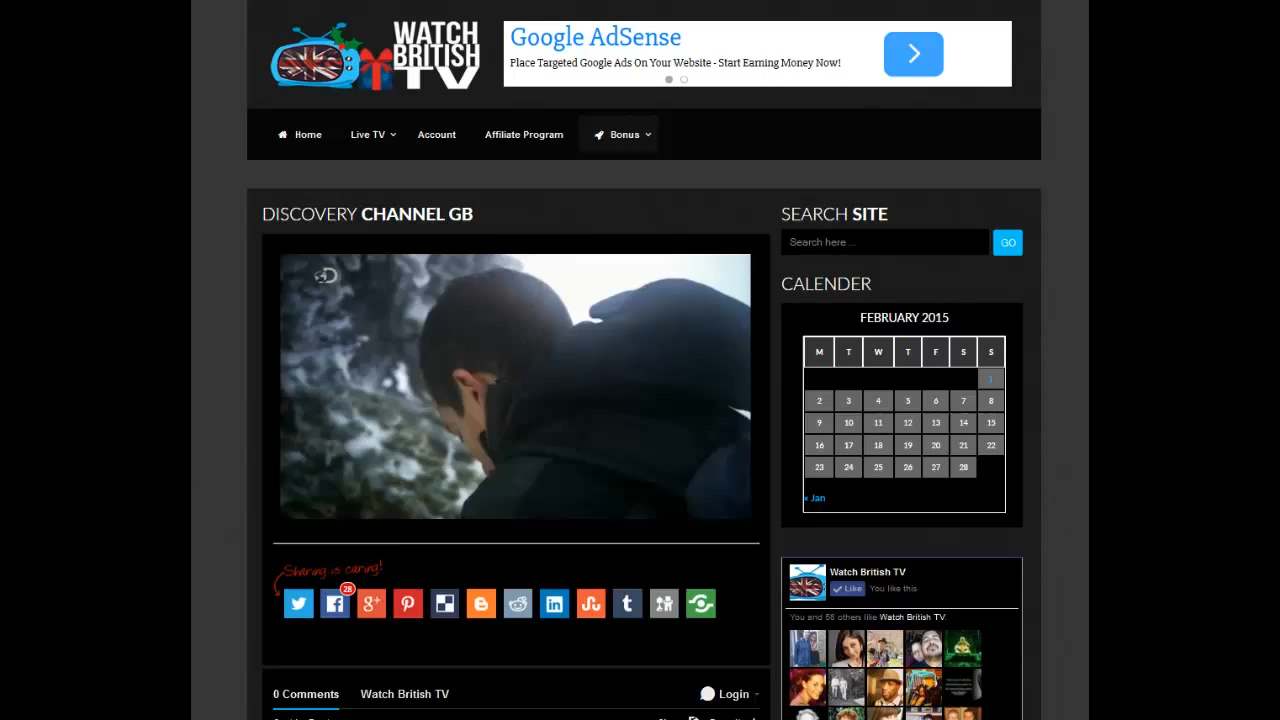 WATCH
BRITISH
TV
Google AdSense
Place Targeted Google Ads On Your Website - Start Earning Money Now!
Home
Live TV
Account
Affiliate Program
Bonus
DISCOVERY CHANNEL GB
D
Sharing is caring!
28
g+
in
t
0 Comments
Watch British TV
Login
SEARCH SITE
Search here ...
GO
CALENDER
FEBRUARY 2015
M T W T F S S
1
2 3 4 5 6 7 8
9 10 11 12 13 14 15
16 17 18 19 20 21 22
23 24 25 26 27 28
« Jan
Watch British TV
Like
You like this.
You and 56 others like Watch British TV.